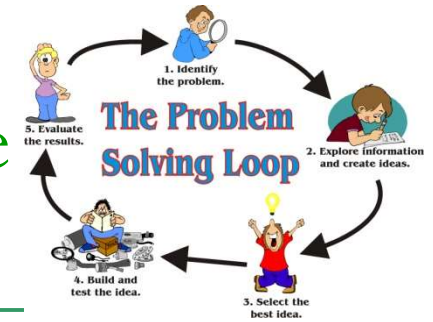 1. Identify
the problem.
The Problem
Solving Loop
2. Explore information
and create ideas.
3. Select the
best idea.
4. Build and
test the idea.
5. Evaluate
the results.
e